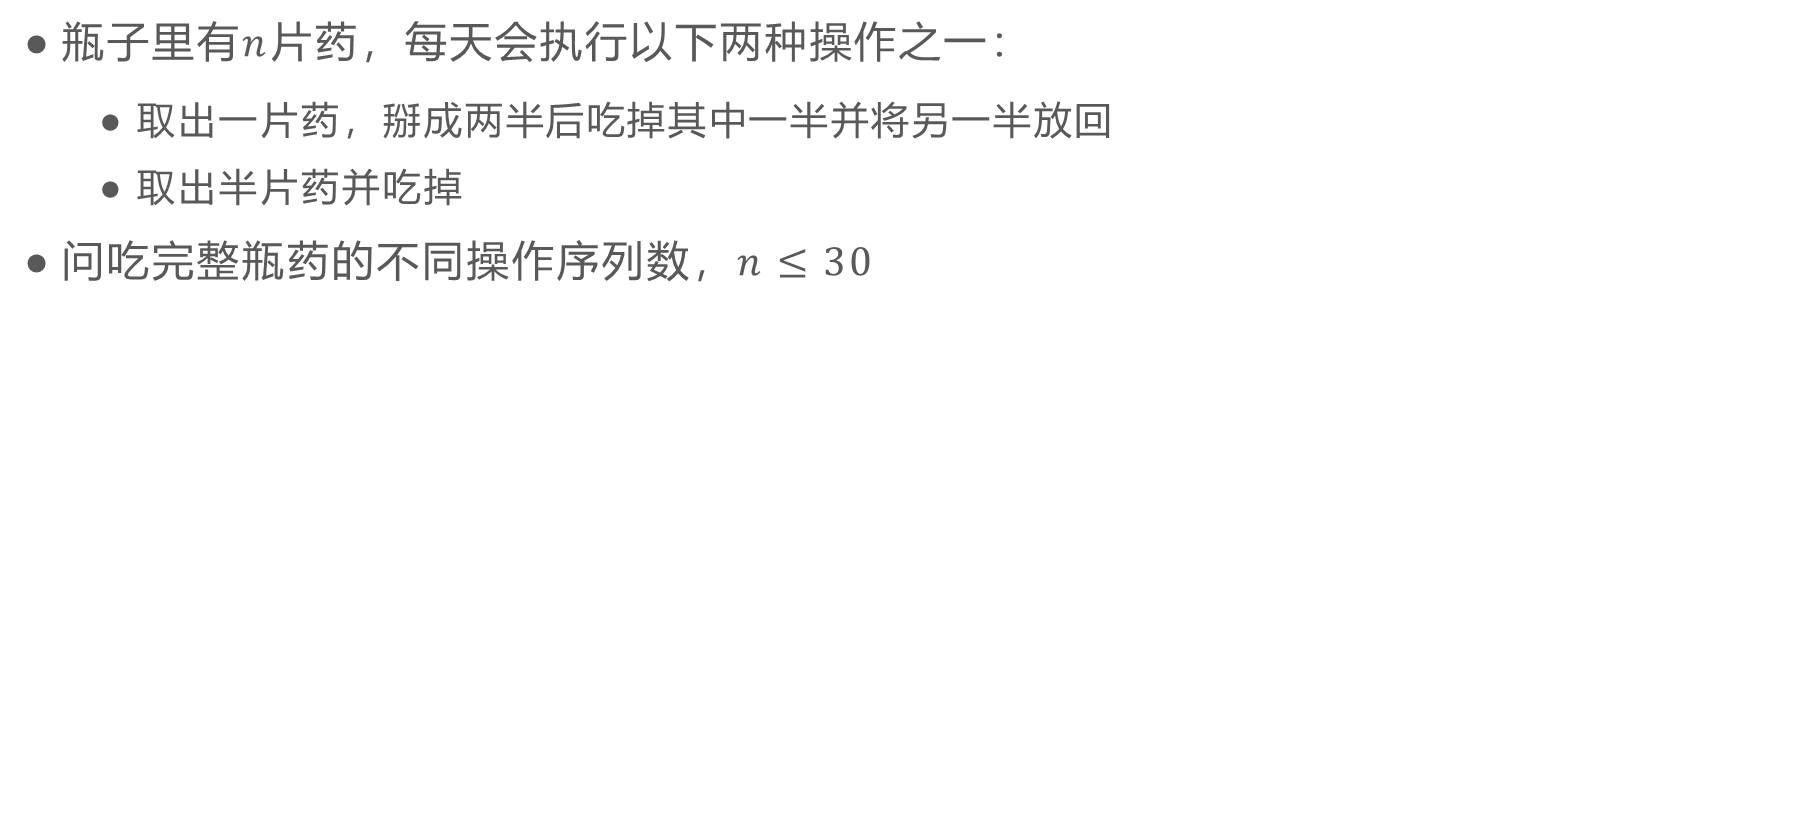 ● 瓶子里有n片药，每天会执行以下两种操作之一：
● 取出一片药，掰成两半后吃掉其中一半并将另一半放回
● 取出半片药并吃掉
● 问吃完整瓶药的不同操作序列数，n ≤ 30